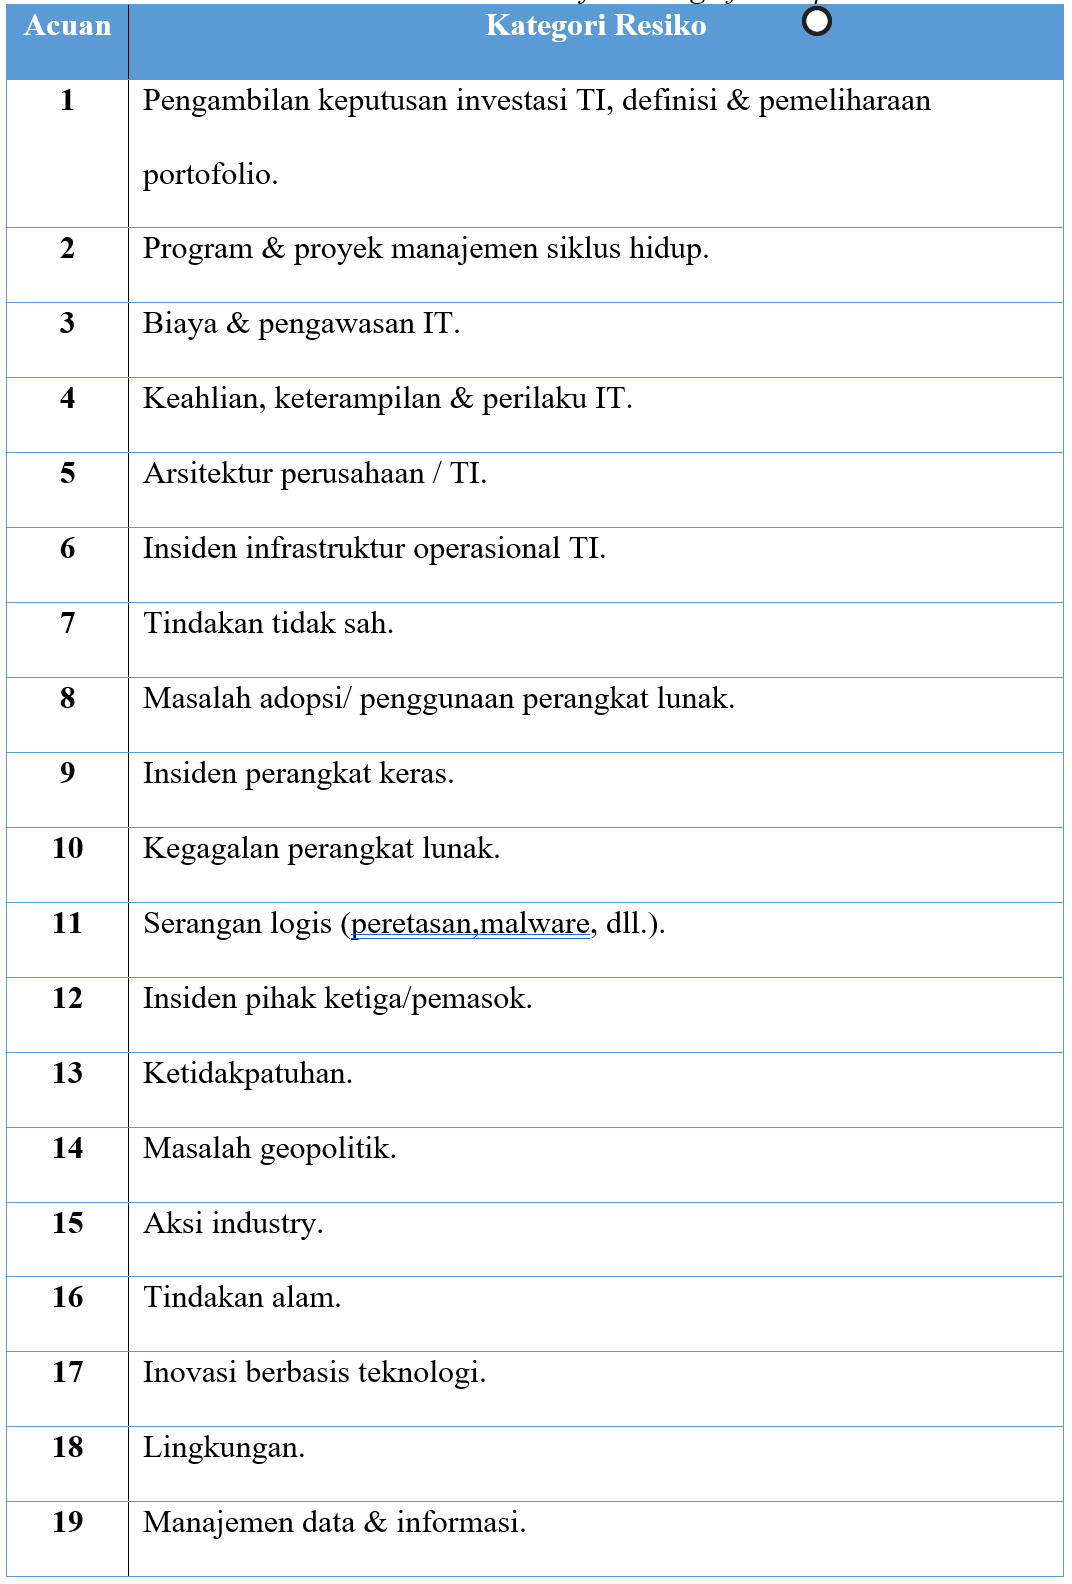 Acuan Kategori Resiko
1 Pengambilan keputusan investasi TI, definisi & pemeliharaan
portofolio.
2 Program & proyek manajemen siklus hidup.
3 Biaya & pengawasan IT.
4 Keahlian, keterampilan & perilaku IT.
5 Arsitektur perusahaan / TI.
6 Insiden infrastruktur operasional TI.
7 Tindakan tidak sah.
8 Masalah adopsi/ penggunaan perangkat lunak.
9 Insiden perangkat keras.
10 Kegagalan perangkat lunak.
11 Serangan logis (peretasan,malware, dll.).
12 Insiden pihak ketiga/pemasok.
13 Ketidakpatuhan.
14 Masalah geopolitik.
15 Aksi industry.
16 Tindakan alam.
17 Inovasi berbasis teknologi.
18 Lingkungan.
19 Manajemen data & informasi.